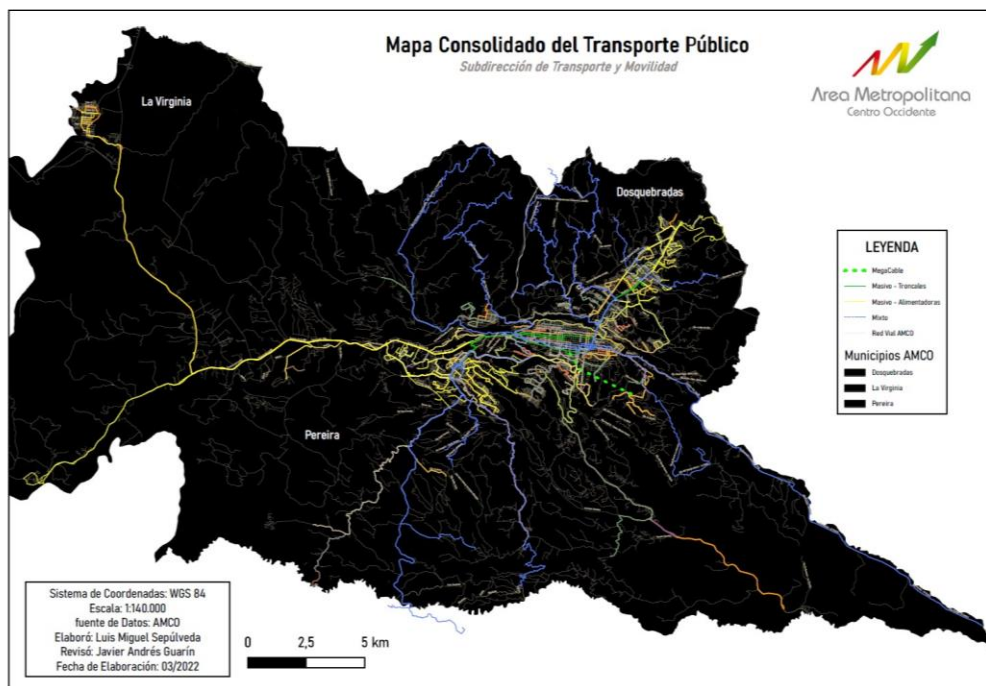 Mapa Consolidado del Transporte Público
Subdirección de Transporte y Movilidad
Área Metropolitana
Centro Occidente
La Virginia
Dosquebradas
Pereira
LEYENDA
MegaCable
Masivo - Troncales
Masivo - Alimentadoras
Mixto
Red Vial AMCO
Municipios AMCO
Dosquebradas
La Virginia
Pereira
Sistema de Coordenadas: WGS 84
Escala: 1:140.000
fuente de Datos: AMCO
Elaboró: Luis Miguel Sepúlveda
Revisó: Javier Andrés Guarín
Fecha de Elaboración: 03/2022
0 2,5 5 km